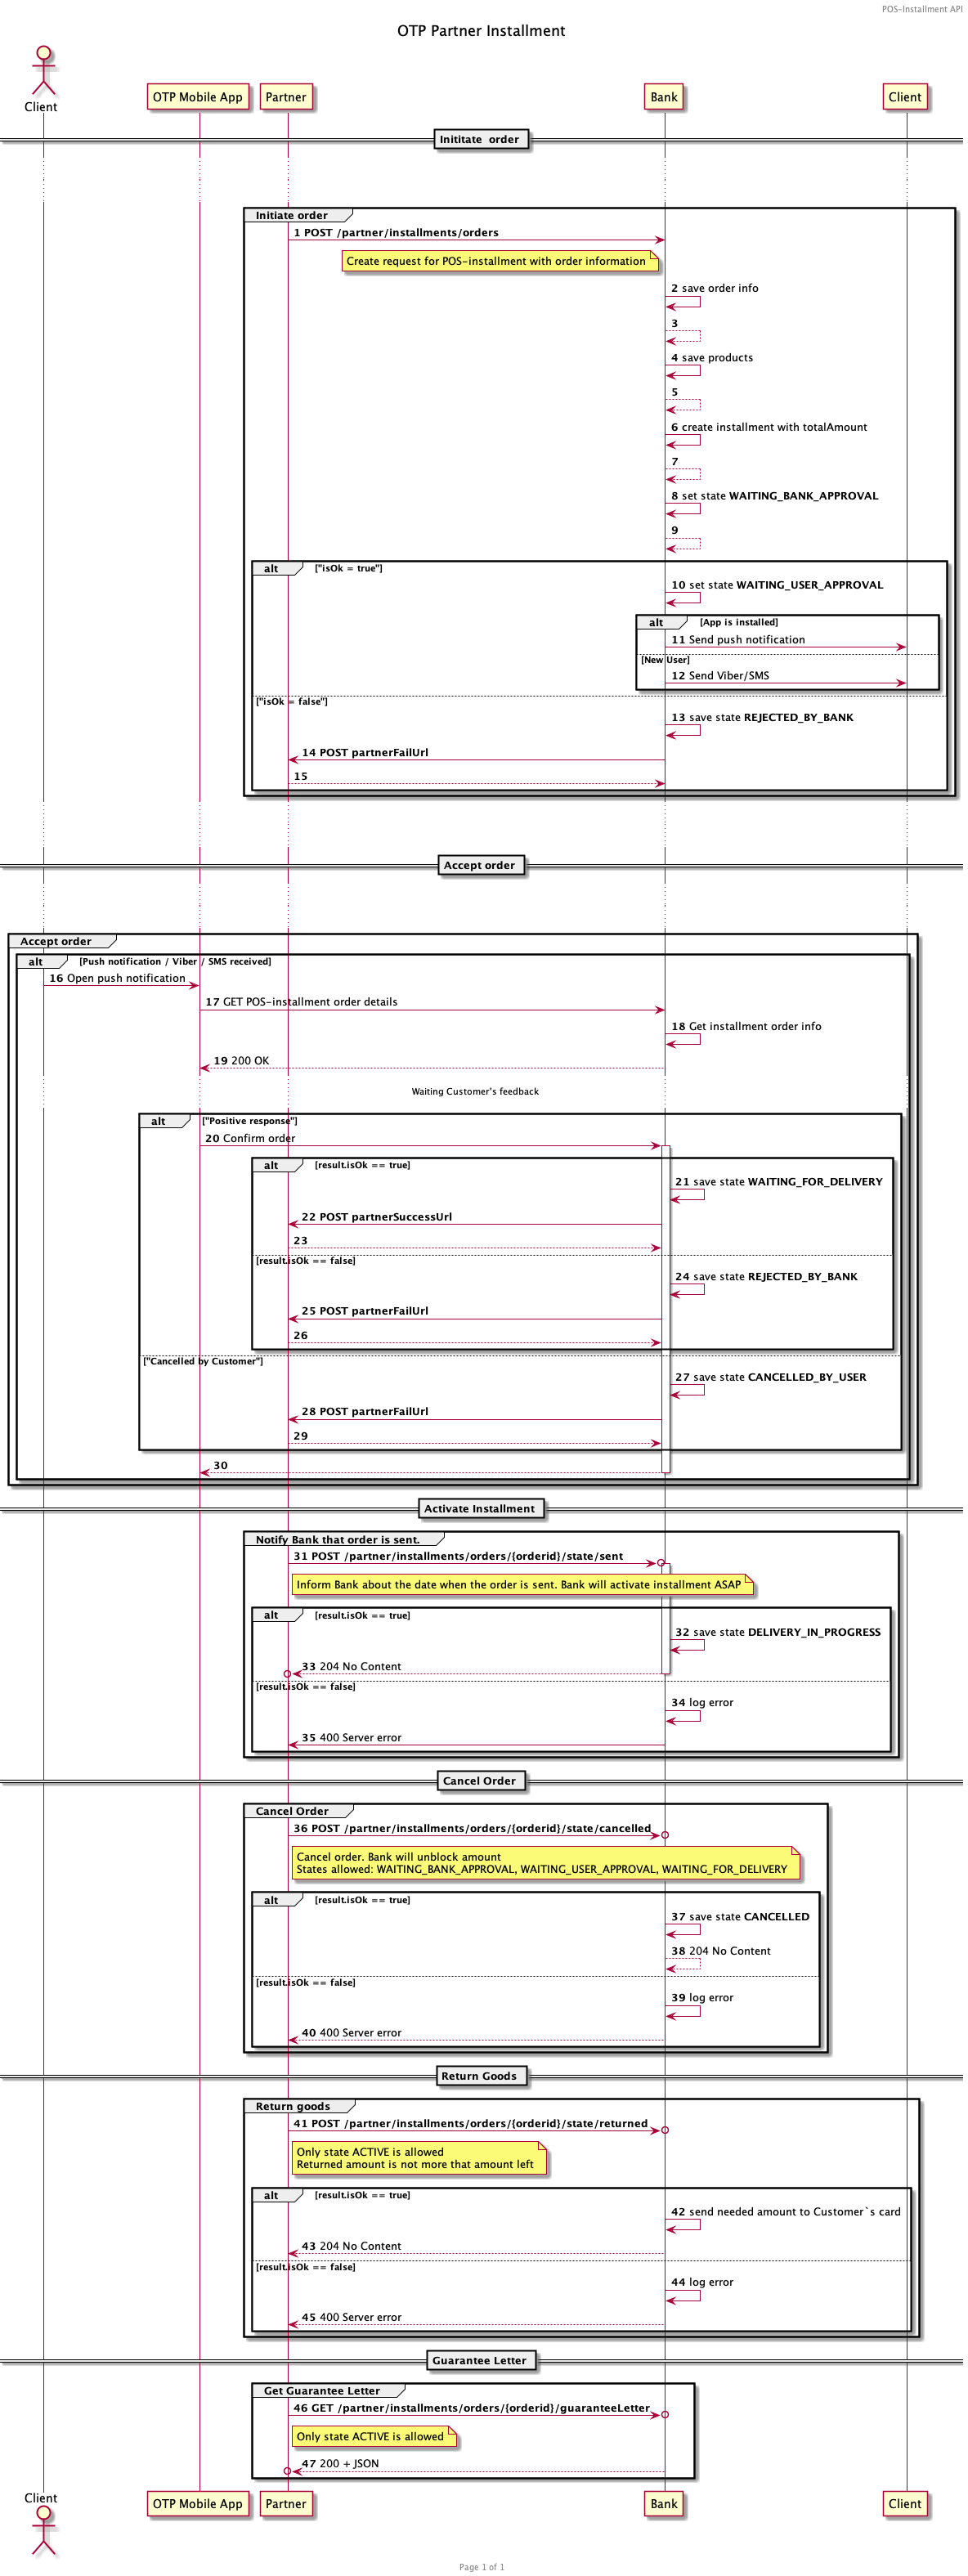 POS-Installment API
OTP Partner Installment
Client
OTP Mobile App
Partner
Bank
Client
Inititate  order
Initiate order
1 POST /partner/installments/orders
Create request for POS-installment with order information
2 save order info
3
4 save products
5
6 create installment with totalAmount
7
8 set state WAITING_BANK_APPROVAL
9
alt ["isOk = true"]
10 set state WAITING_USER_APPROVAL
alt [App is installed]
11 Send push notification
[New User]
12 Send Viber/SMS
["isOk = false"]
13 save state REJECTED_BY_BANK
14 POST partnerFailUrl
15
Accept order
Accept order
alt [Push notification / Viber / SMS received]
16 Open push notification
17 GET POS-installment order details
18 Get installment order info
19 200 OK
Waiting Customer's feedback
alt ["Positive response"]
20 Confirm order
alt [result.isOk == true]
21 save state WAITING_FOR_DELIVERY
22 POST partnerSuccessUrl
23
[result.isOk == false]
24 save state REJECTED_BY_BANK
25 POST partnerFailUrl
26
["Cancelled by Customer"]
27 save state CANCELLED_BY_USER
28 POST partnerFailUrl
29
30
Activate Installment
Notify Bank that order is sent.
31 POST /partner/installments/orders/{orderid}/state/sent
Inform Bank about the date when the order is sent. Bank will activate installment ASAP
alt [result.isOk == true]
32 save state DELIVERY_IN_PROGRESS
33 204 No Content
[result.isOk == false]
34 log error
35 400 Server error
Cancel Order
Cancel Order
36 POST /partner/installments/orders/{orderid}/state/cancelled
Cancel order. Bank will unblock amount
States allowed: WAITING_BANK_APPROVAL, WAITING_USER_APPROVAL, WAITING_FOR_DELIVERY
alt [result.isOk == true]
37 save state CANCELLED
38 204 No Content
[result.isOk == false]
39 log error
40 400 Server error
Return Goods
Return goods
41 POST /partner/installments/orders/{orderid}/state/returned
Only state ACTIVE is allowed
Returned amount is not more that amount left
alt [result.isOk == true]
42 send needed amount to Customer`s card
43 204 No Content
[result.isOk == false]
44 log error
45 400 Server error
Guarantee Letter
Get Guarantee Letter
46 GET /partner/installments/orders/{orderid}/guaranteeLetter
Only state ACTIVE is allowed
47 200 + JSON
Client
OTP Mobile App
Partner
Bank
Client
Page 1 of 1